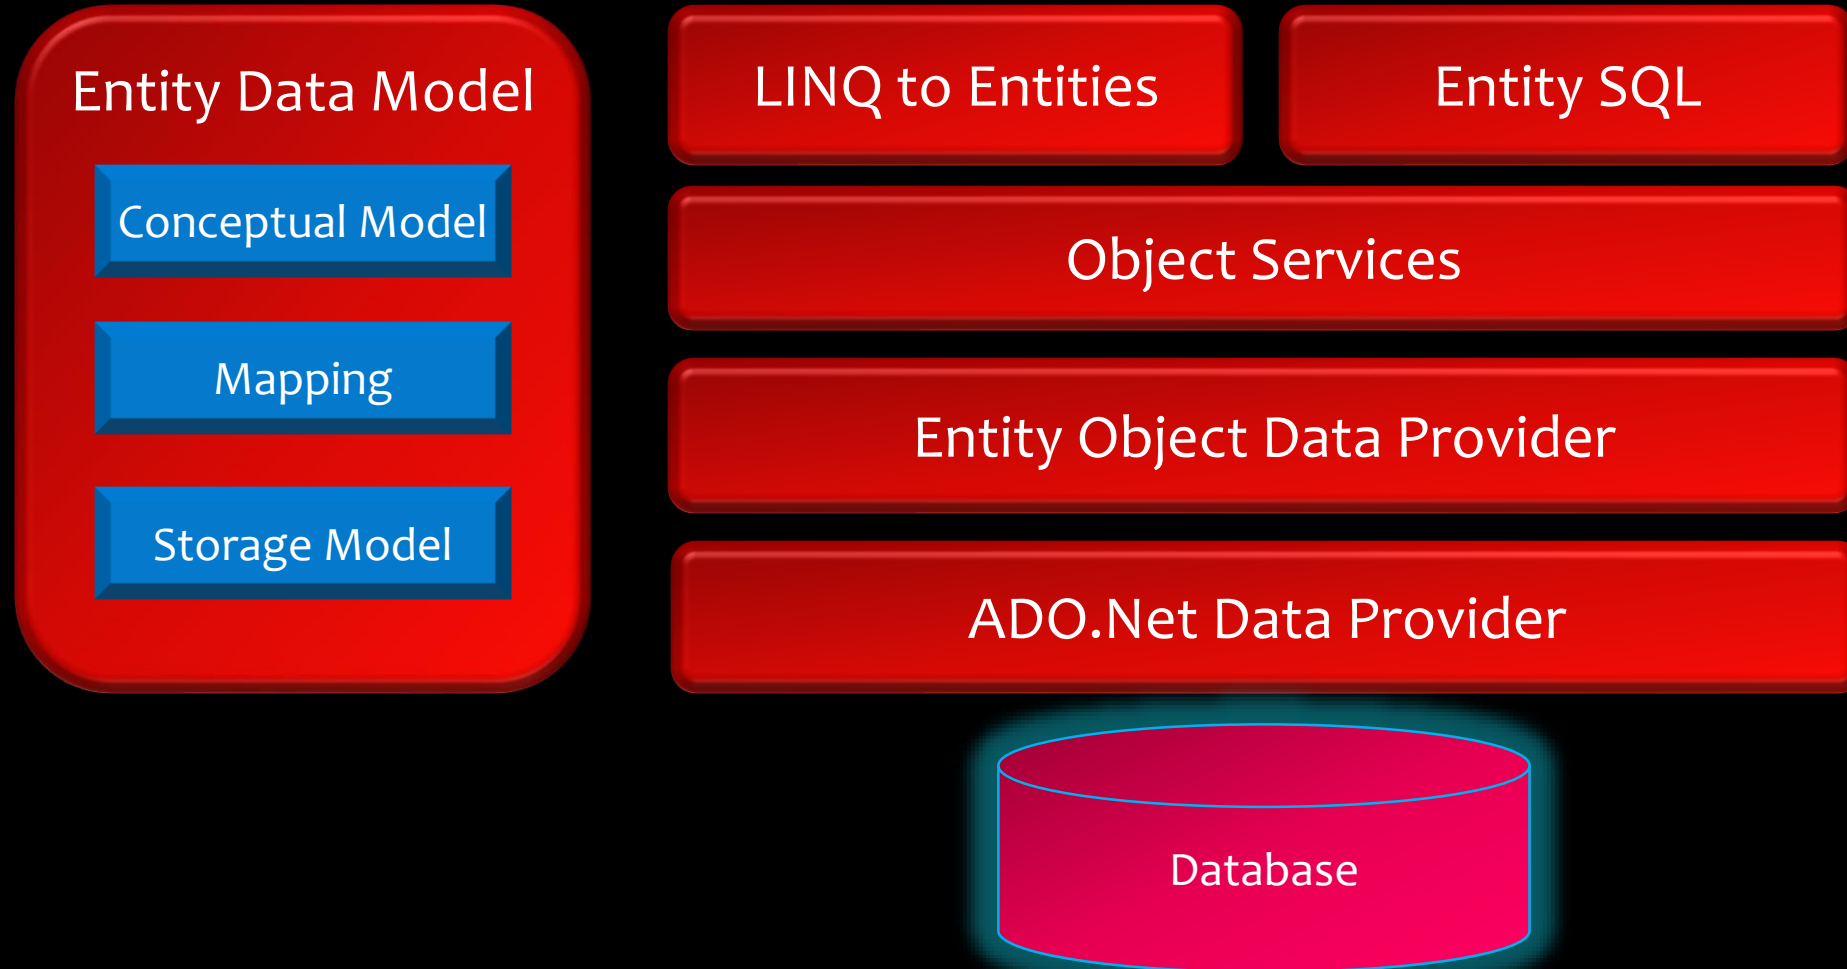 Entity Data Model
Conceptual Model
Mapping
Storage Model
LINQ to Entities
Entity SQL
Object Services
Entity Object Data Provider
ADO.Net Data Provider
Database